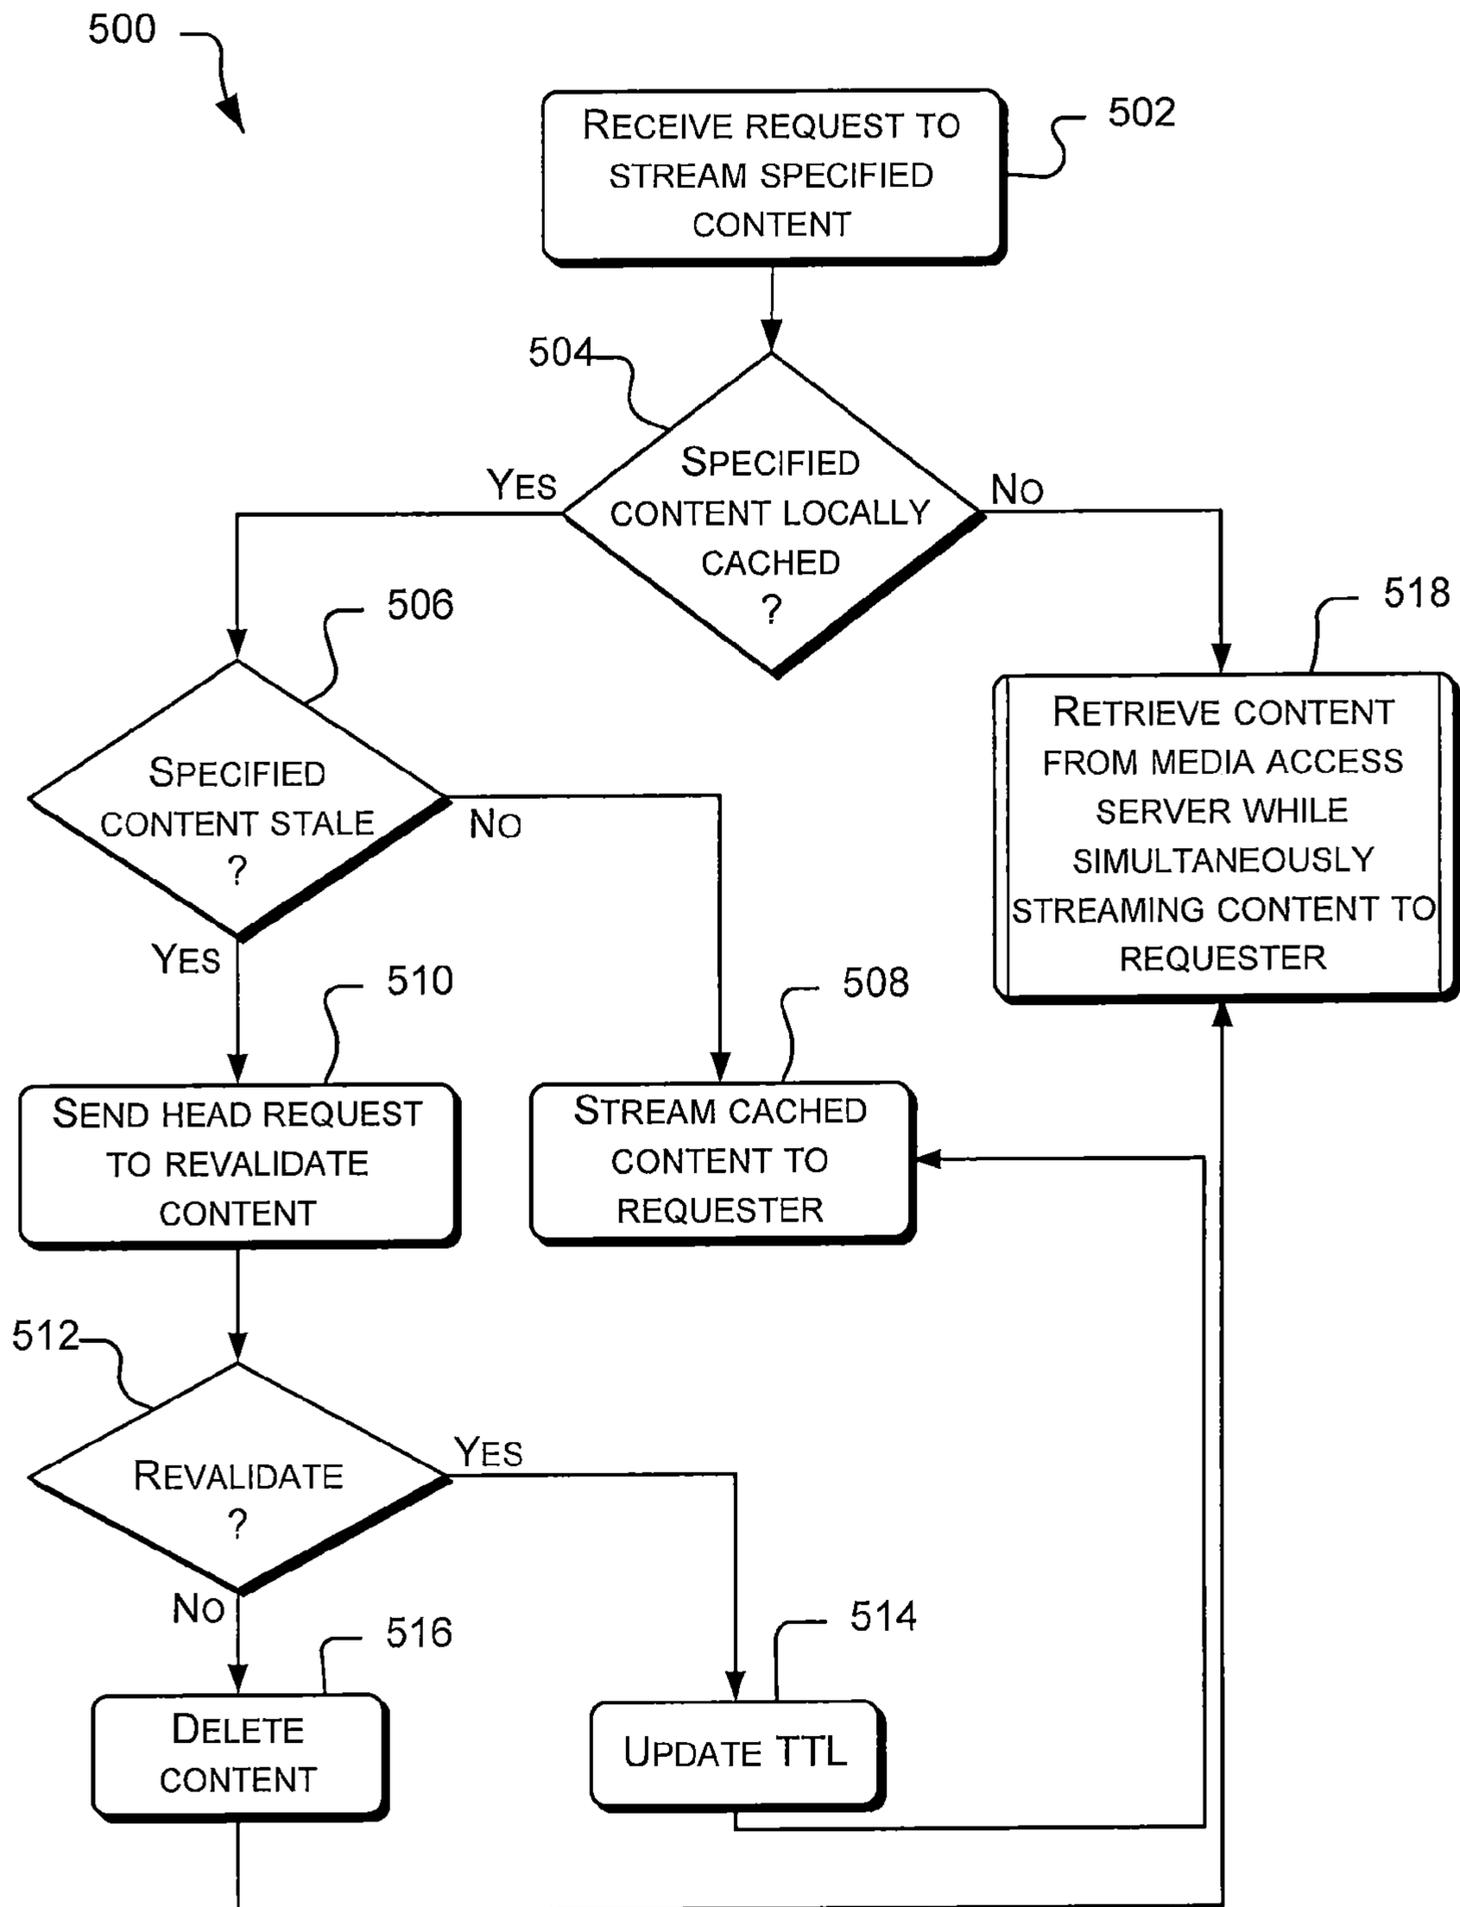 500
RECEIVE REQUEST TO
STREAM SPECIFIED
CONTENT
502
504
SPECIFIED
CONTENT LOCALLY
CACHED
?
YES
NO
506
SPECIFIED
CONTENT STALE
?
NO
YES
518
RETRIEVE CONTENT
FROM MEDIA ACCESS
SERVER WHILE
SIMULTANEOUSLY
STREAMING CONTENT TO
REQUESTER
510
SEND HEAD REQUEST
TO REVALIDATE
CONTENT
508
STREAM CACHED
CONTENT TO
REQUESTER
512
REVALIDATE
?
YES
NO
516
DELETE
CONTENT
514
UPDATE TTL